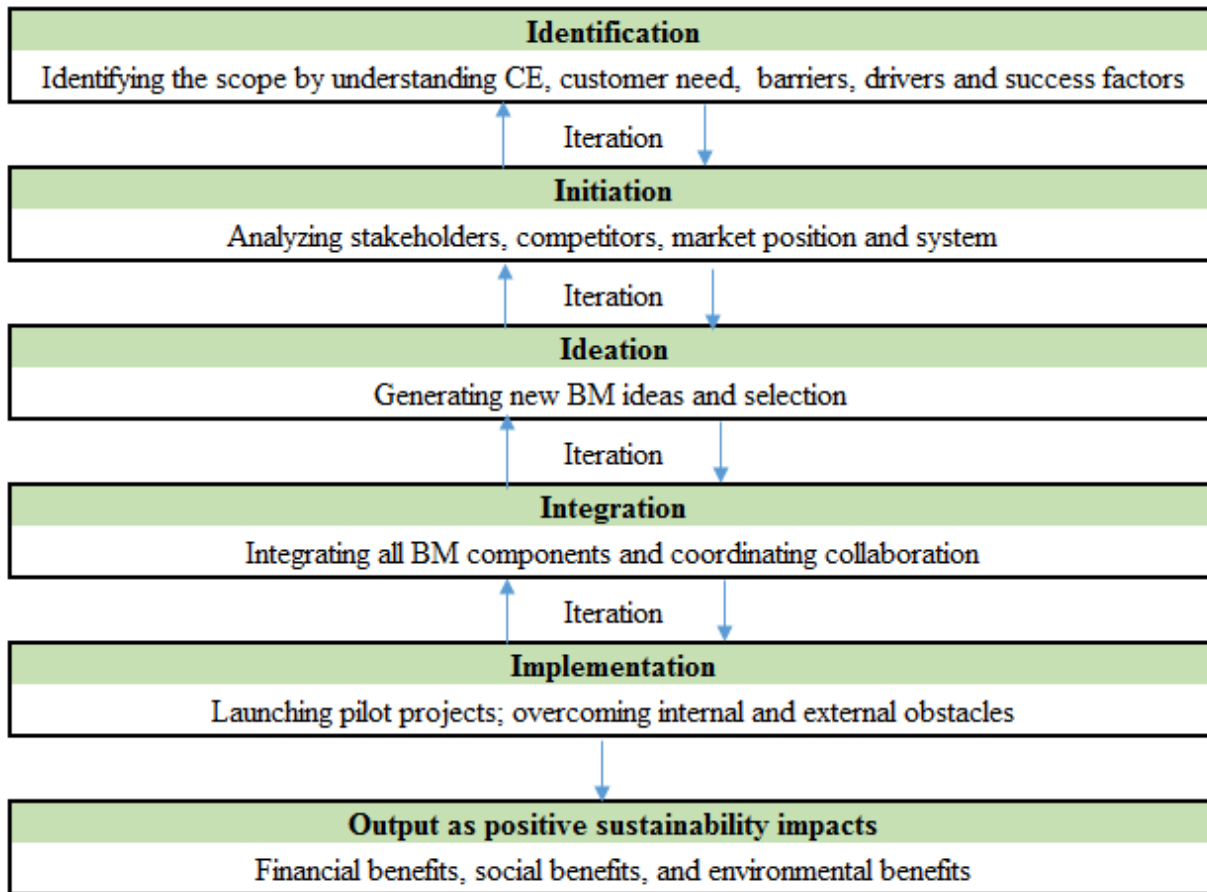 Identification
Identifying the scope by understanding CE, customer need, barriers, drivers and success factors
Iteration
Initiation
Analyzing stakeholders, competitors, market position and system
Iteration
Ideation
Generating new BM ideas and selection
Iteration
Integration
Integrating all BM components and coordinating collaboration
Iteration
Implementation
Launching pilot projects; overcoming internal and external obstacles
Output as positive sustainability impacts
Financial benefits, social benefits, and environmental benefits